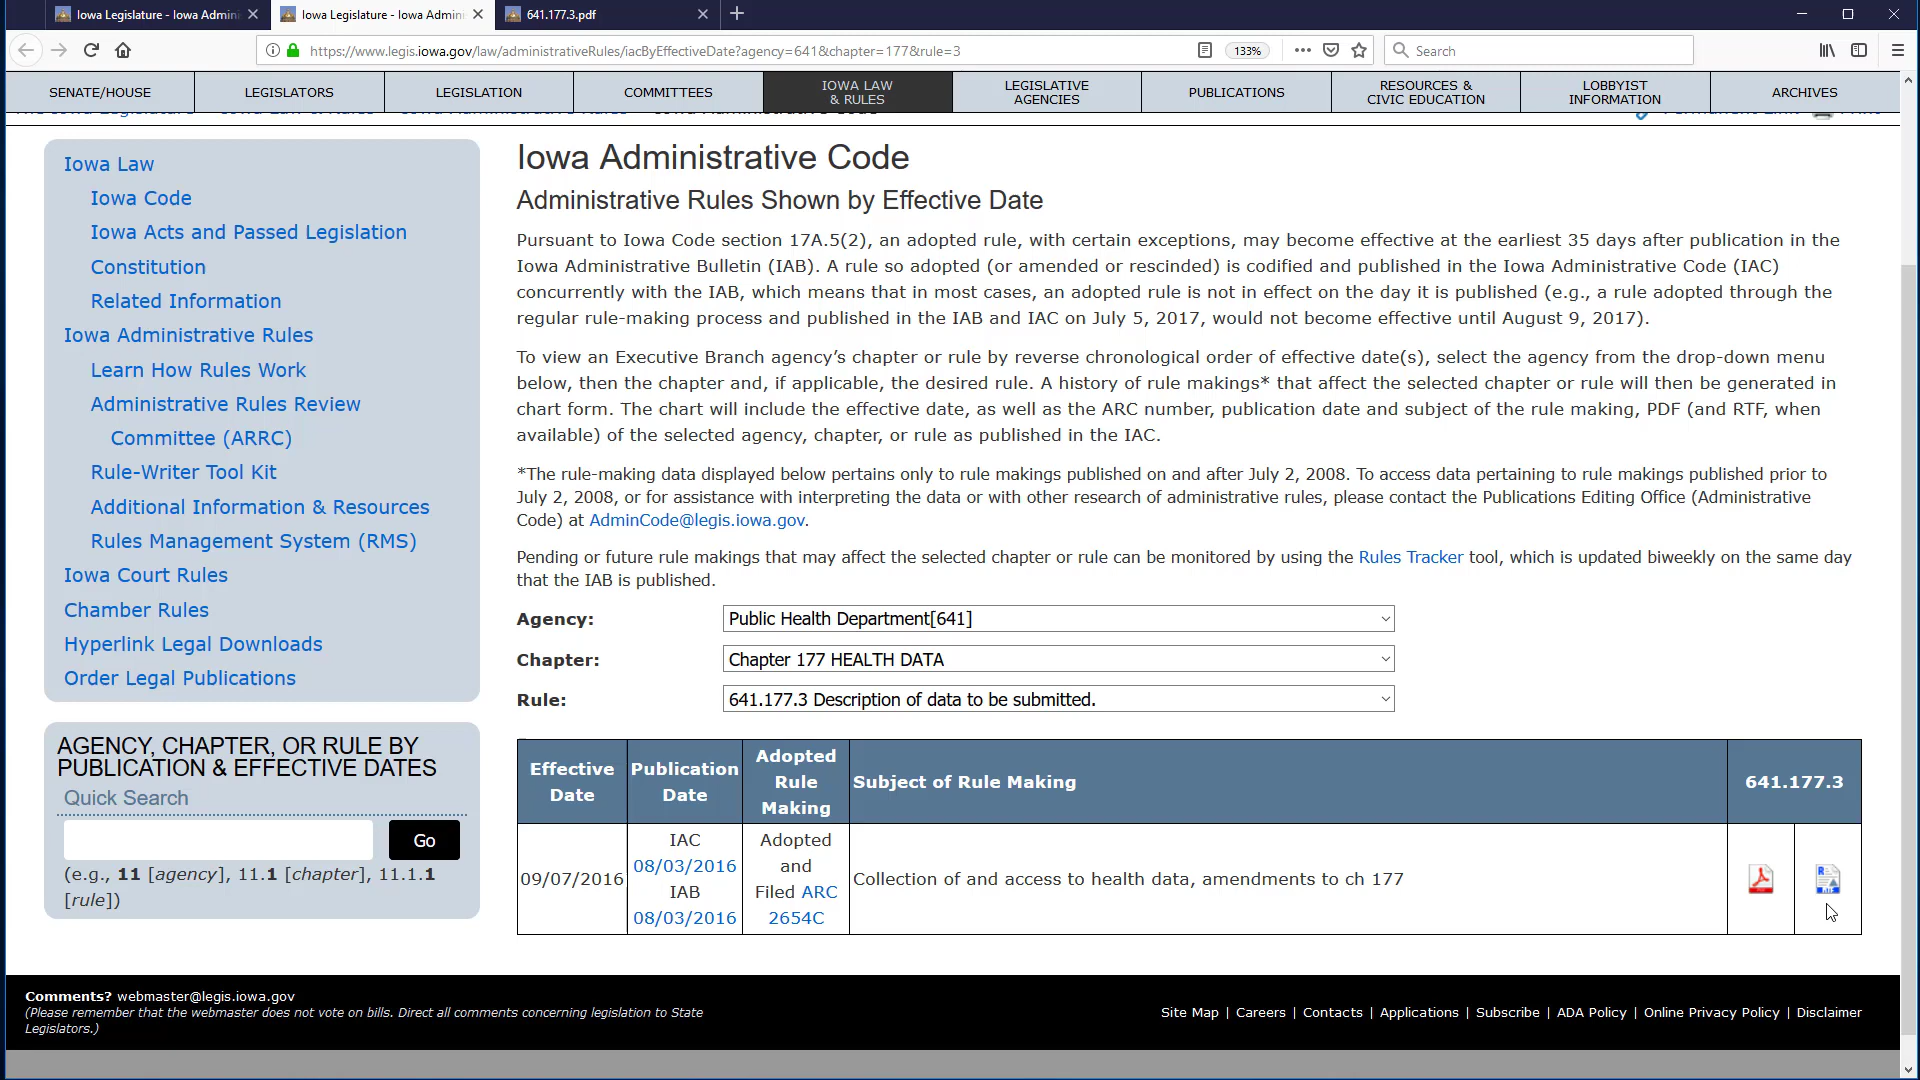 Iowa Legislature - Iowa Admin
Iowa Legislature - Iowa Admin
641.177.3.pdf
https://www.legis.iowa.gov/law/administrativeRules/iacByEffectiveDate?agency=641&chapter=177&rule=3
133%
Search
SENATE/HOUSE
LEGISLATORS
LEGISLATION
COMMITTEES
IOWA LAW
& RULES
LEGISLATIVE
AGENCIES
PUBLICATIONS
RESOURCES &
CIVIC EDUCATION
LOBBYIST
INFORMATION
ARCHIVES
Iowa Law
Iowa Code
Iowa Acts and Passed Legislation
Constitution
Related Information
Iowa Administrative Rules
Learn How Rules Work
Administrative Rules Review
Committee (ARRC)
Rule-Writer Tool Kit
Additional Information & Resources
Rules Management System (RMS)
Iowa Court Rules
Chamber Rules
Hyperlink Legal Downloads
Order Legal Publications
AGENCY, CHAPTER, OR RULE BY
PUBLICATION & EFFECTIVE DATES
Quick Search
Go
(e.g., 11 [agency], 11.1 [chapter], 11.1.1
[rule])
Iowa Administrative Code
Administrative Rules Shown by Effective Date
Pursuant to Iowa Code section 17A.5(2), an adopted rule, with certain exceptions, may become effective at the earliest 35 days after publication in the
Iowa Administrative Bulletin (IAB). A rule so adopted (or amended or rescinded) is codified and published in the Iowa Administrative Code (IAC)
concurrently with the IAB, which means that in most cases, an adopted rule is not in effect on the day it is published (e.g., a rule adopted through the
regular rule-making process and published in the IAB and IAC on July 5, 2017, would not become effective until August 9, 2017).
To view an Executive Branch agency’s chapter or rule by reverse chronological order of effective date(s), select the agency from the drop-down menu
below, then the chapter and, if applicable, the desired rule. A history of rule makings* that affect the selected chapter or rule will then be generated in
chart form. The chart will include the effective date, as well as the ARC number, publication date and subject of the rule making, PDF (and RTF, when
available) of the selected agency, chapter, or rule as published in the IAC.
*The rule-making data displayed below pertains only to rule makings published on and after July 2, 2008. To access data pertaining to rule makings published prior to
July 2, 2008, or for assistance with interpreting the data or with other research of administrative rules, please contact the Publications Editing Office (Administrative
Code) at AdminCode@legis.iowa.gov.
Pending or future rule makings that may affect the selected chapter or rule can be monitored by using the Rules Tracker tool, which is updated biweekly on the same day
that the IAB is published.
Agency:
Public Health Department[641]
Chapter:
Chapter 177 HEALTH DATA
Rule:
641.177.3 Description of data to be submitted.
Effective
Date
Publication
Date
Adopted
Rule
Making
Subject of Rule Making
641.177.3
09/07/2016
IAC
08/03/2016
IAB
08/03/2016
Adopted
and
Filed ARC
2654C
Collection of and access to health data, amendments to ch 177
Comments? webmaster@legis.iowa.gov
(Please remember that the webmaster does not vote on bills. Direct all comments concerning legislation to State
Legislators.)
Site Map | Careers | Contacts | Applications | Subscribe | ADA Policy | Online Privacy Policy | Disclaimer